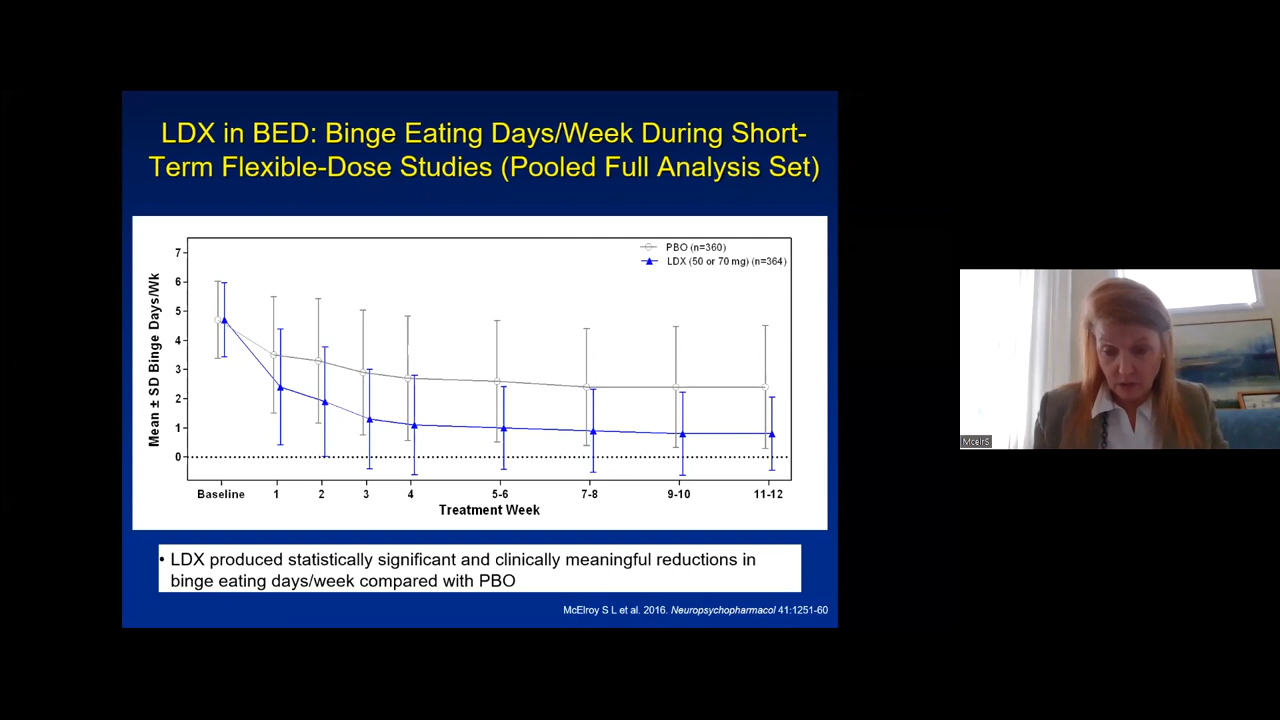 LDX in BED: Binge Eating Days/Week During Short-
Term Flexible-Dose Studies (Pooled Full Analysis Set)
PBO (n=360)
LDX (50 or 70 mg) (n=364)
Mean ± SD Binge Days/Wk
7
6
5
4
3
2
1
0
Baseline 1 2 3 4 5-6 7-8 9-10 11-12
Treatment Week
• LDX produced statistically significant and clinically meaningful reductions in
binge eating days/week compared with PBO
McElroy S L et al. 2016. Neuropsychopharmacol 41:1251-60
McelrS